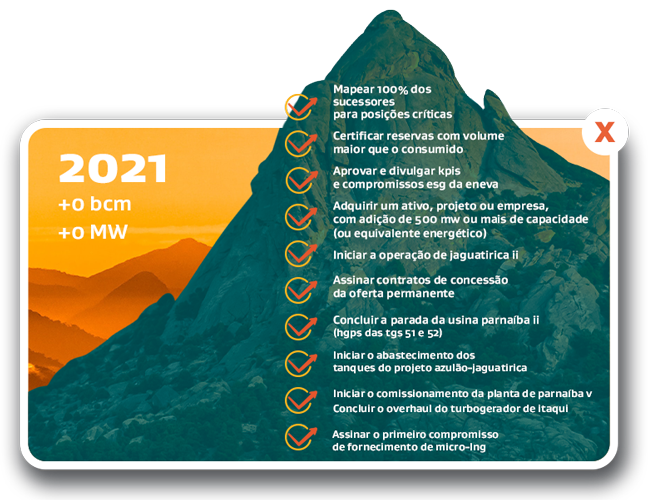 2021
+0 bcm
+0 MW
X
Mapear 100% dos
sucessores
para posições críticas
Certificar reservas com volume
maior que o consumido
Aprovar e divulgar kpis
e compromissos esg da eneva
Adquirir um ativo, projeto ou empresa,
com adição de 500 mw ou mais de capacidade
(ou equivalente energético)
Iniciar a operação de jaguatirica ii
Assinar contratos de concessão
da oferta permanente
Concluir a parada da usina parnaíba ii
(hgps das tgs 51 e 52)
Iniciar o abastecimento dos
tanques do projeto azulão-jaguatirica
Iniciar o comissionamento da planta de parnaíba v
Concluir o overhaul do turbogerador de itaqui
Assinar o primeiro compromisso
de fornecimento de micro-lng